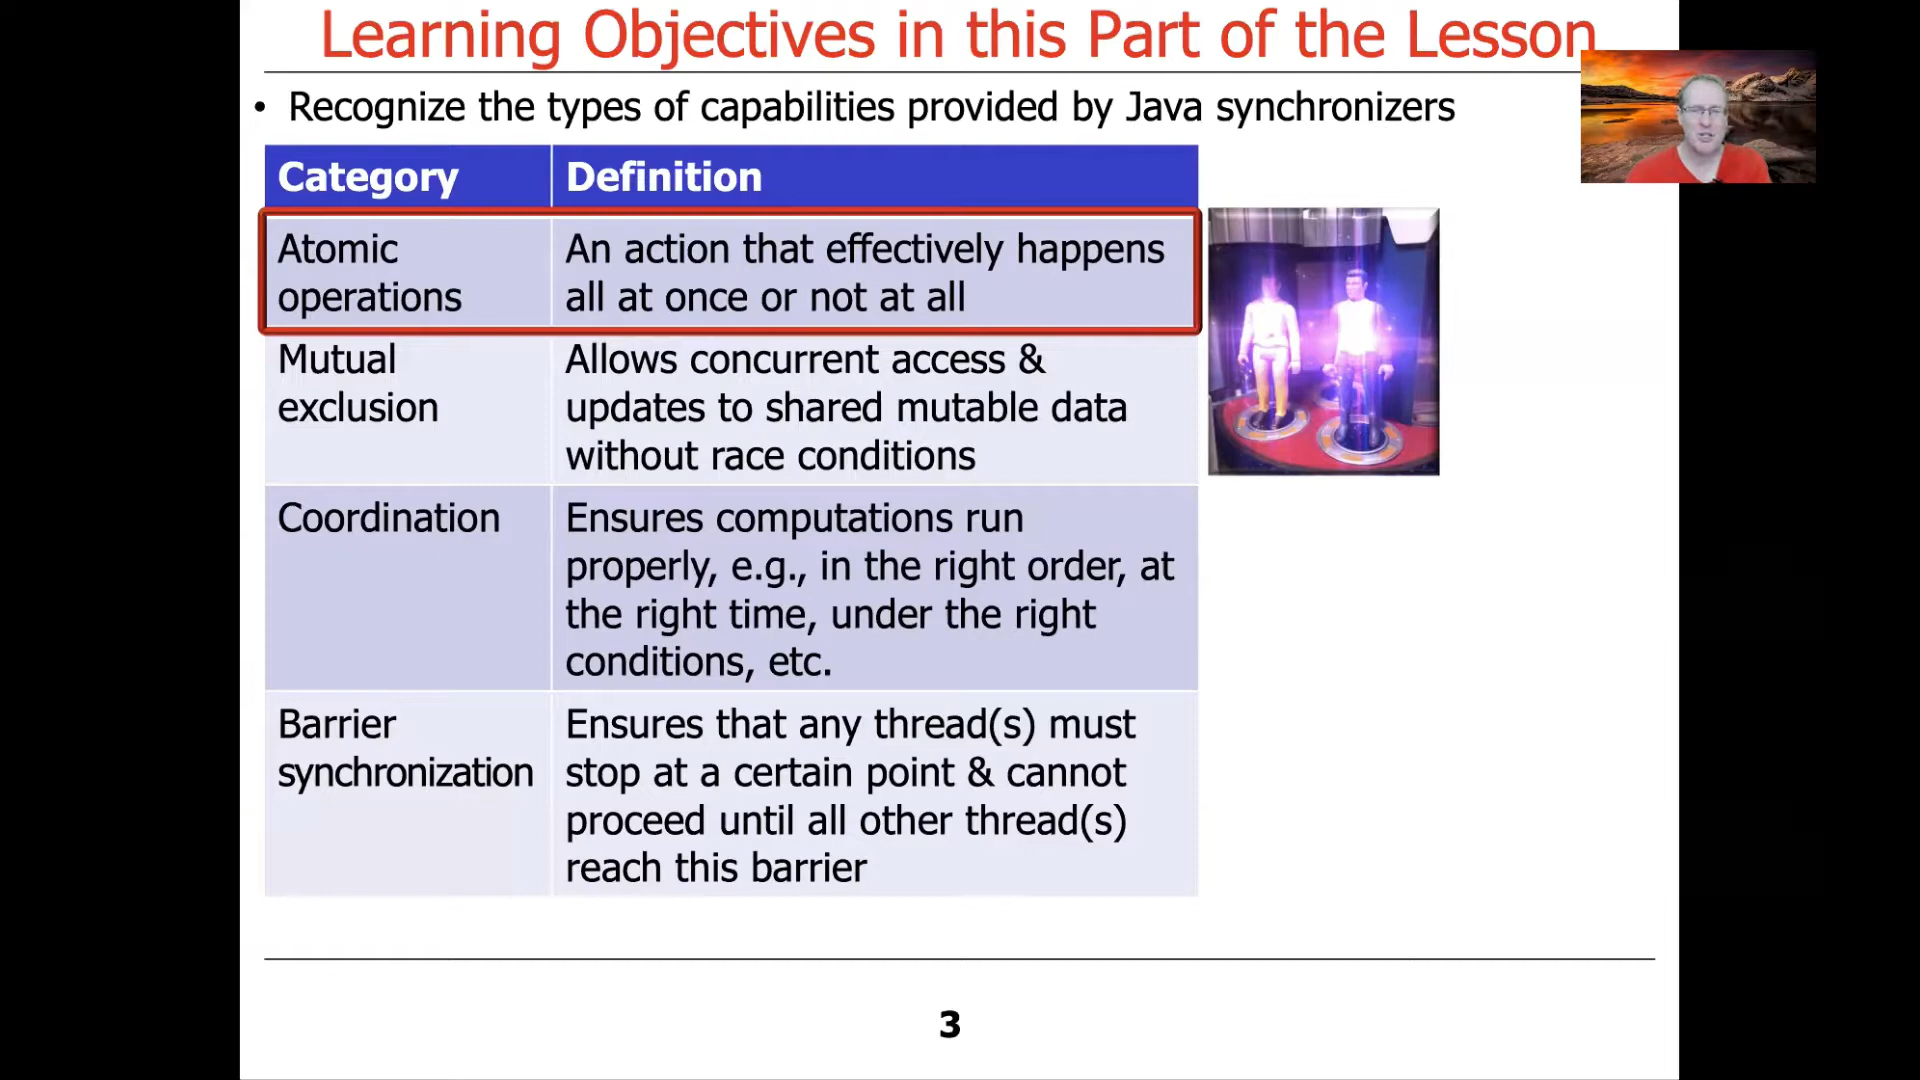 Learning Objectives in this Part of the Lesson
• Recognize the types of capabilities provided by Java synchronizers
Category
Definition
Atomic
operations
An action that effectively happens
all at once or not at all
Mutual
exclusion
Allows concurrent access &
updates to shared mutable data
without race conditions
Coordination
Ensures computations run
properly, e.g., in the right order, at
the right time, under the right
conditions, etc.
Barrier
synchronization
Ensures that any thread(s) must
stop at a certain point & cannot
proceed until all other thread(s)
reach this barrier
3